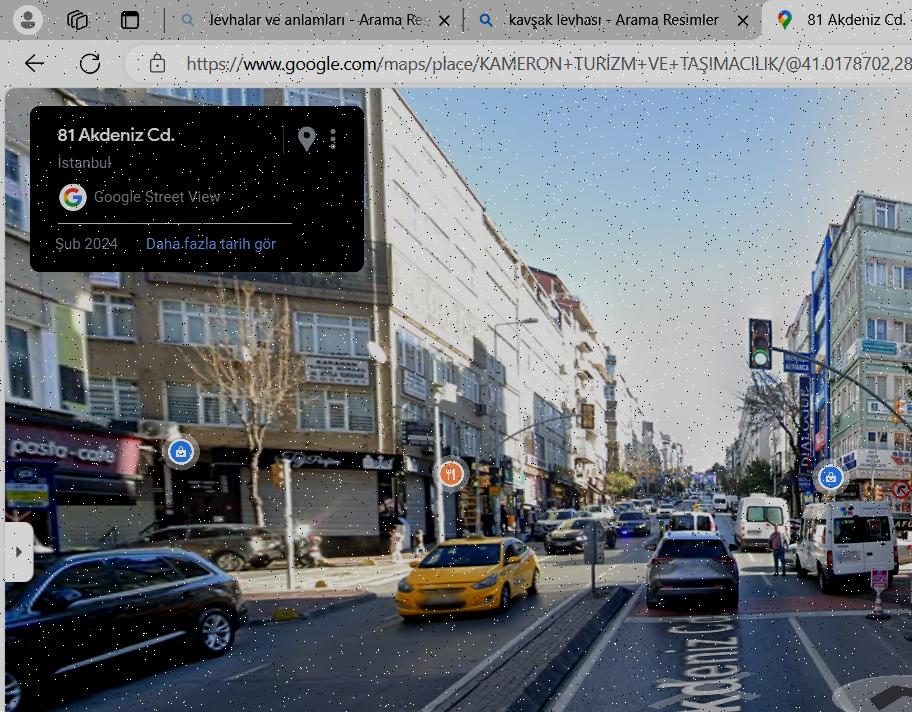 levhalar ve anlamları - Arama Res
kavşak levhası - Arama Resimler
81 Akdeniz Cd.
https://www.google.com/maps/place/KAMERON+TURİZM+VE+TAŞIMACILIK/@41.0178702,28
81 Akdeniz Cd.
İstanbul
Google Street View
Şub 2024
Daha fazla tarih gör
pasta-cafe
kdeniz Cd